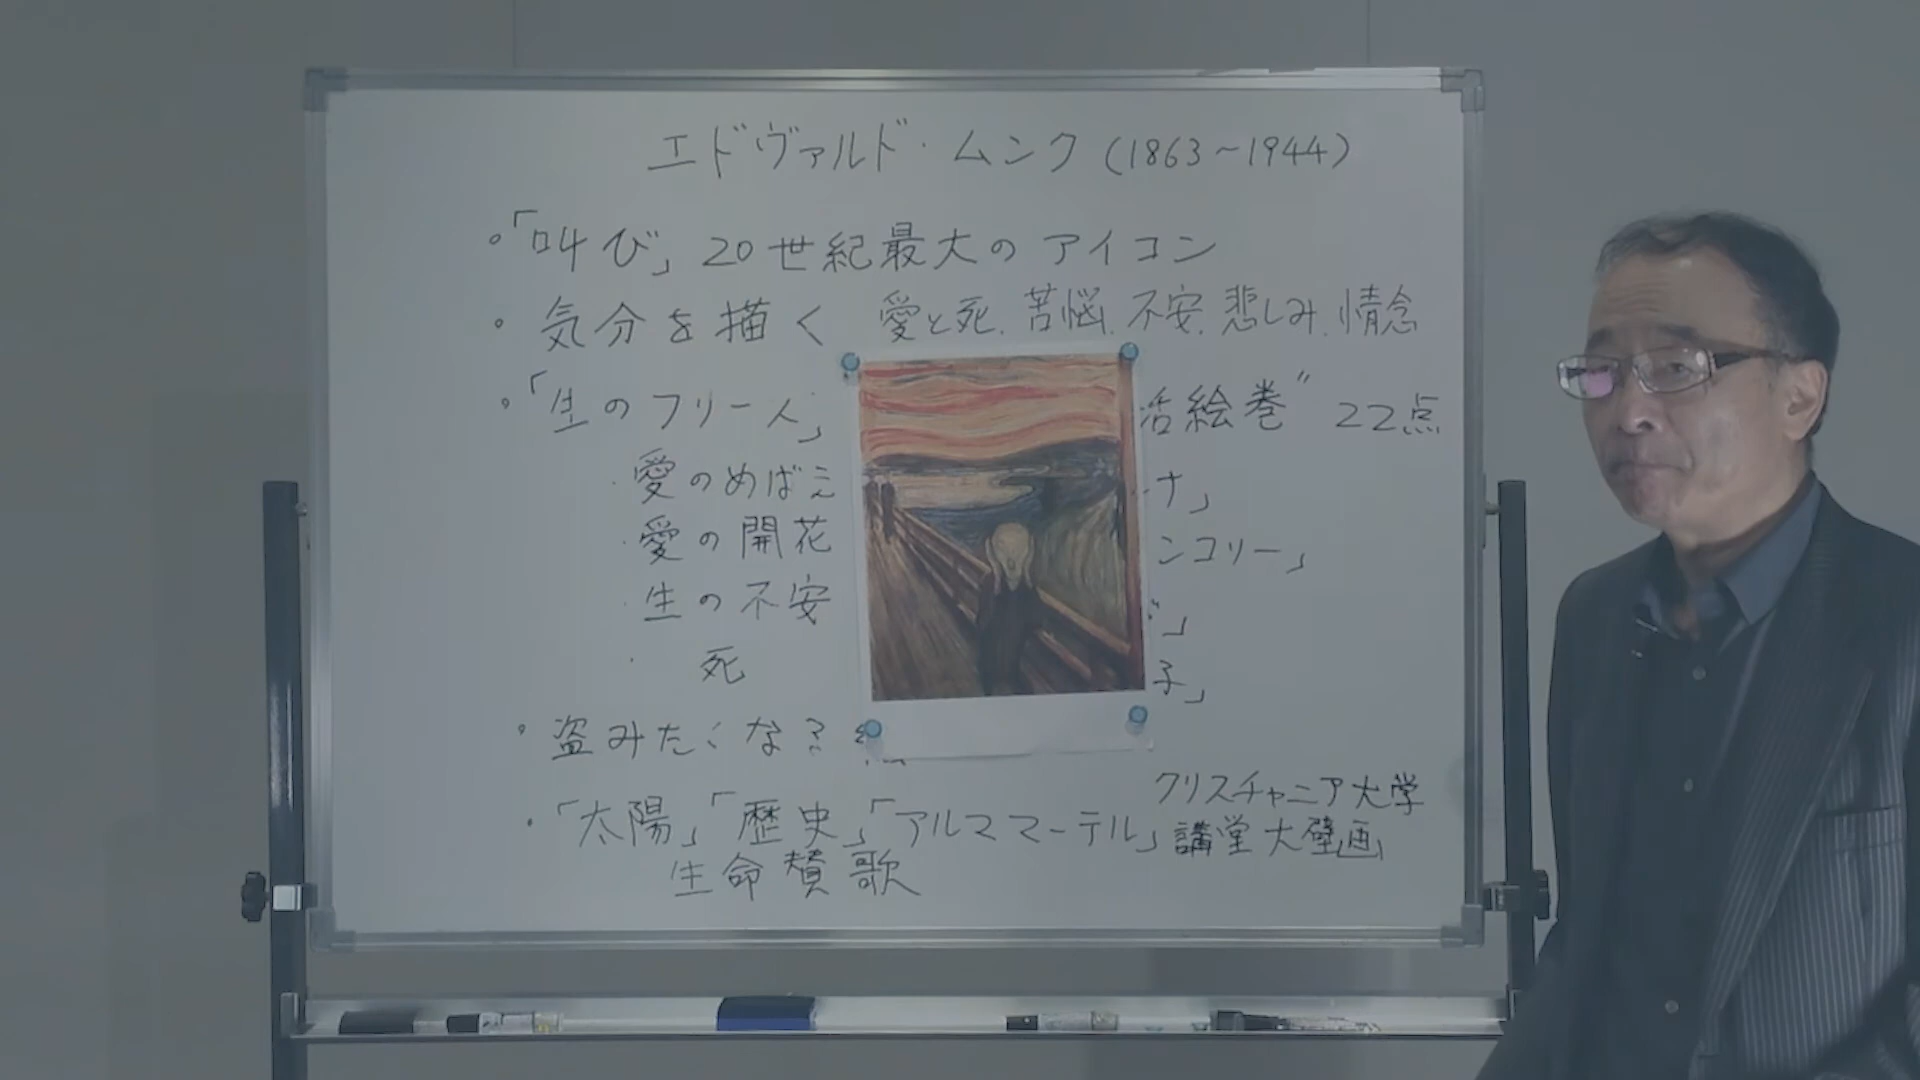 エドヴァルド・ムンク (1863～1944)
・「叫び」 20世紀最大のアイコン
・気分を描く 愛と死、苦悩、不安、悲しみ、情念
・「生のフリーズ」 活絵巻" 22点
・愛のめばえ ナ」
・愛の開花 ンコリー」
・生の不安 」
・死 子」
・盗みたくなる
・「太陽」「歴史」「アルマ マーテル」 クリスチャニア大学
講堂大壁画
生命賛歌